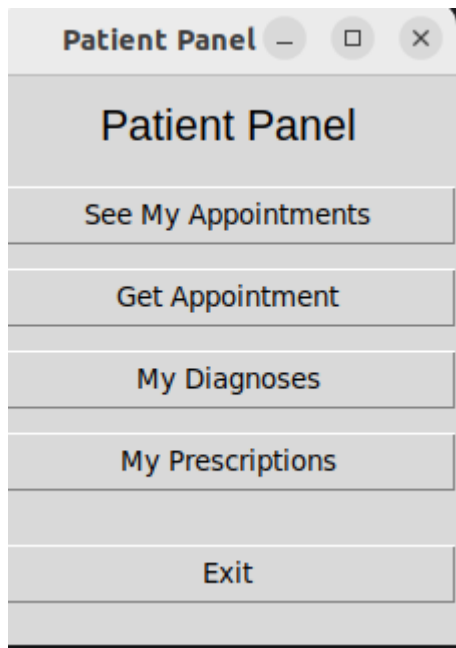 Patient Panel
Patient Panel
See My Appointments
Get Appointment
My Diagnoses
My Prescriptions
Exit